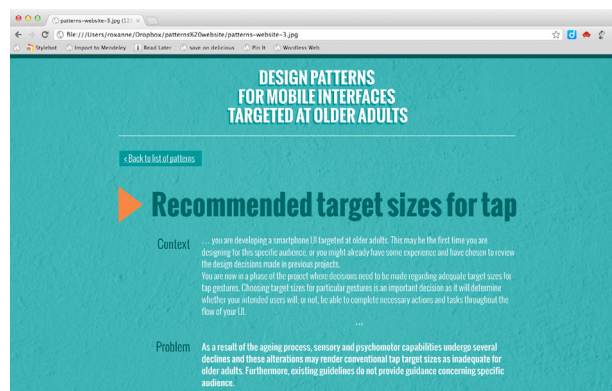 patterns-website-3.jpg (12
file:///Users/roxanne/Dropbox/patterns%20website/patterns-website-3.jpg
Stylebot Import to Mendeley Read Later save on delicious Pin It Wordless Web
DESIGN PATTERNS
FOR MOBILE INTERFACES
TARGETED AT OLDER ADULTS
< Back to list of patterns
Recommended target sizes for tap
Context
. . . you are developing a smartphone UI targeted at older adults. This may be the first time you are
designing for this specific audience, or you might already have some experience and have chosen to review
the design decisions made in previous projects.
You are now in a phase of the project where decisions need to be made regarding adequate target sizes for
tap gestures. Choosing target sizes for particular gestures is an important decision as it will determine
whether your intended users will, or not, be able to complete necessary actions and tasks throughout the
flow of your UI.
***
Problem
As a result of the ageing process, sensory and psychomotor capabilities undergo several
declines and these alterations may render conventional tap target sizes as inadequate for
older adults. Furthermore, existing guidelines do not provide guidance concerning specific
audience.